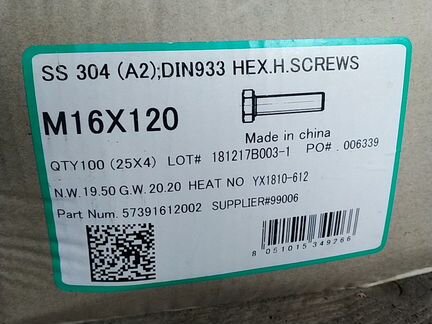 SS 304 (A2);DIN933 HEX.H.SCREWS
M16X120
Made in china
QTY100 (25X4) LOT# 181217B003-1 PO# . 006339
N.W. 19.50 G.W. 20.20 HEAT NO YX1810-612
Part Num. 57391612002 SUPPLIER#99006
8 051015 349266